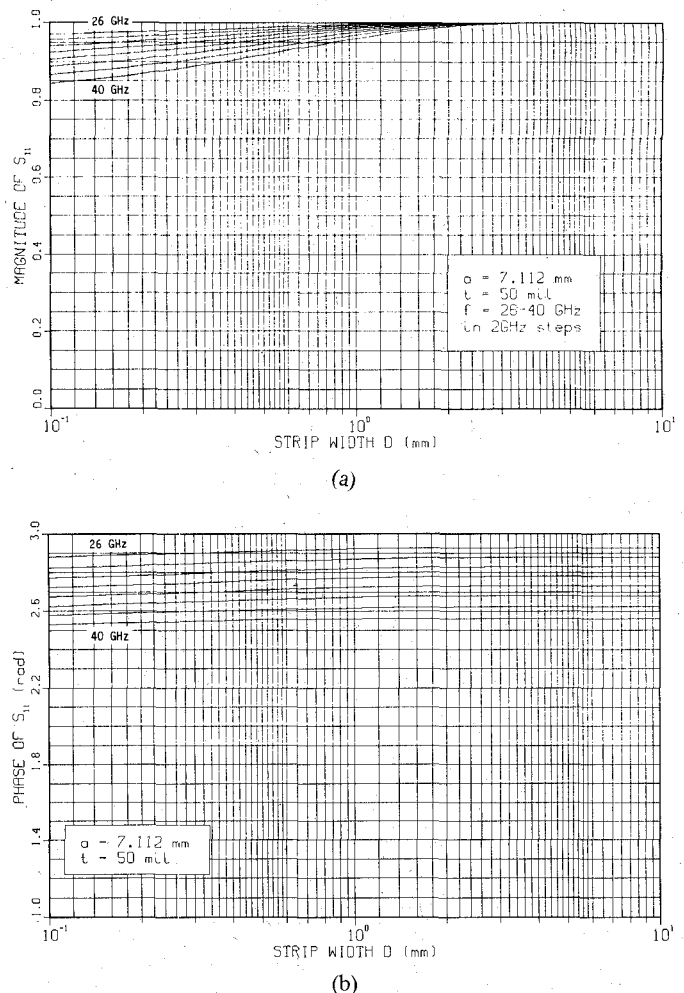 1.0
26 GHz
40 GHz
0.8
0.6
0.4
0.2
0.0
MAGNITUDE OF S11
a = 7.112 mm
t = 50 mil
f = 26-40 GHz
in 2GHz steps
10⁻¹
10⁰
10¹
STRIP WIDTH D (mm)
(a)
3.0
26 GHz
2.6
40 GHz
2.2
1.8
1.4
1.0
PHASE OF S11 (rad)
a = 7.112 mm
t = 50 mil
10⁻¹
10⁰
10¹
STRIP WIDTH D (mm)
(b)